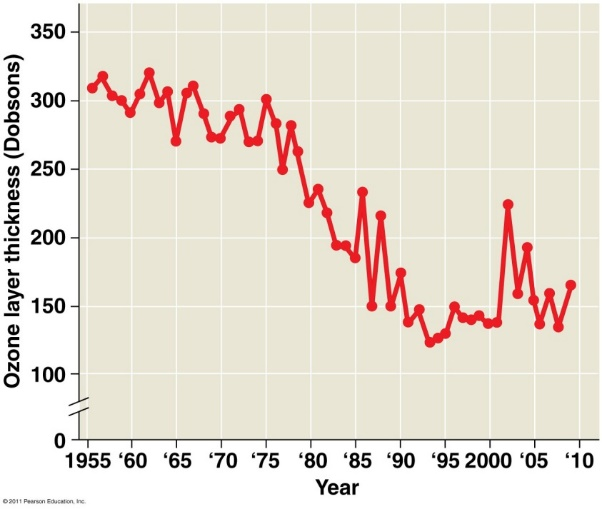 Ozone layer thickness (Dobsons)
350
300
250
200
150
100
0
1955 ‘60 ‘65 ‘70 ‘75 ‘80 ‘85 ‘90 ‘95 2000 ‘05 ‘10
Year
© 2011 Pearson Education, Inc.